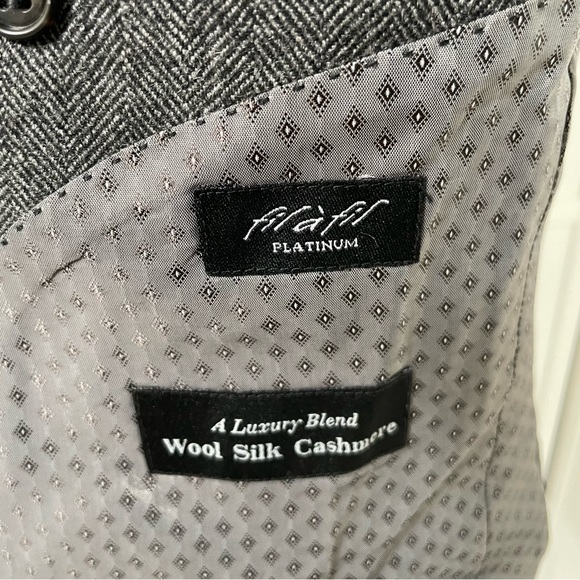 fil à fil
PLATINUM
A Luxury Blend
Wool Silk Cashmere